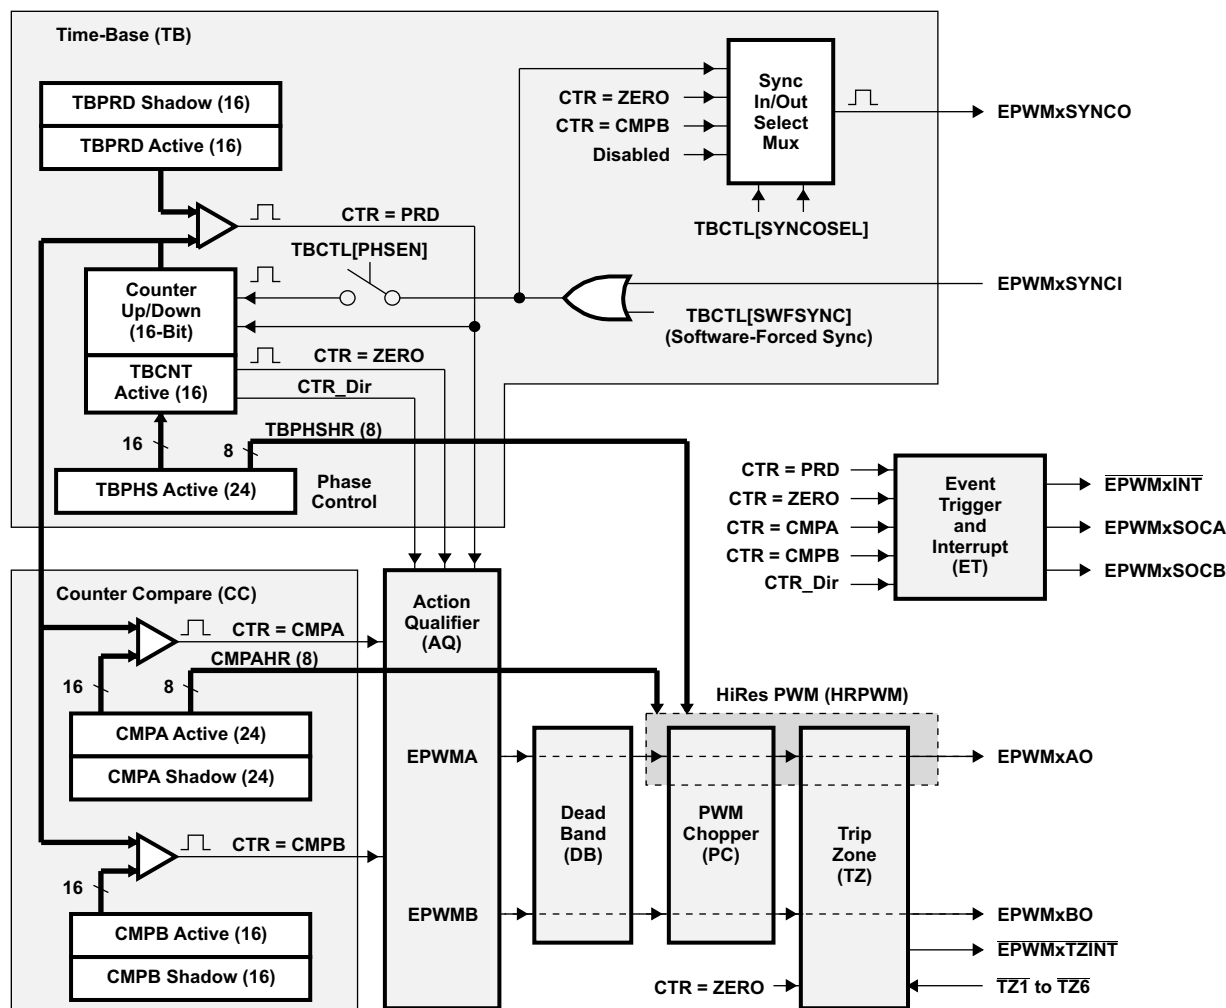 Time-Base (TB)
TBPRD Shadow (16)
TBPRD Active (16)
CTR = PRD
TBCTL[PHSEN]
Counter
Up/Down
(16-Bit)
TBCNT
Active (16)
CTR = ZERO
CTR_Dir
16
8
TBPHSHR (8)
TBPHS Active (24)
Phase
Control
CTR = ZERO
CTR = CMPB
Disabled
Sync
In/Out
Select
Mux
TBCTL[SYNCOSEL]
EPWMxSYNCO
EPWMxSYNCI
TBCTL[SWFSYNC]
(Software-Forced Sync)
CTR = PRD
CTR = ZERO
CTR = CMPA
CTR = CMPB
CTR_Dir
Event
Trigger
and
Interrupt
(ET)
EPWMxINT
EPWMxSOCA
EPWMxSOCB
Counter Compare (CC)
CTR = CMPA
16
8
CMPAHR (8)
CMPA Active (24)
CMPA Shadow (24)
CTR = CMPB
16
CMPB Active (16)
CMPB Shadow (16)
Action
Qualifier
(AQ)
EPWMA
EPWMB
Dead
Band
(DB)
HiRes PWM (HRPWM)
PWM
Chopper
(PC)
Trip
Zone
(TZ)
EPWMxAO
EPWMxBO
EPWMxTZINT
TZ1 to TZ6
CTR = ZERO